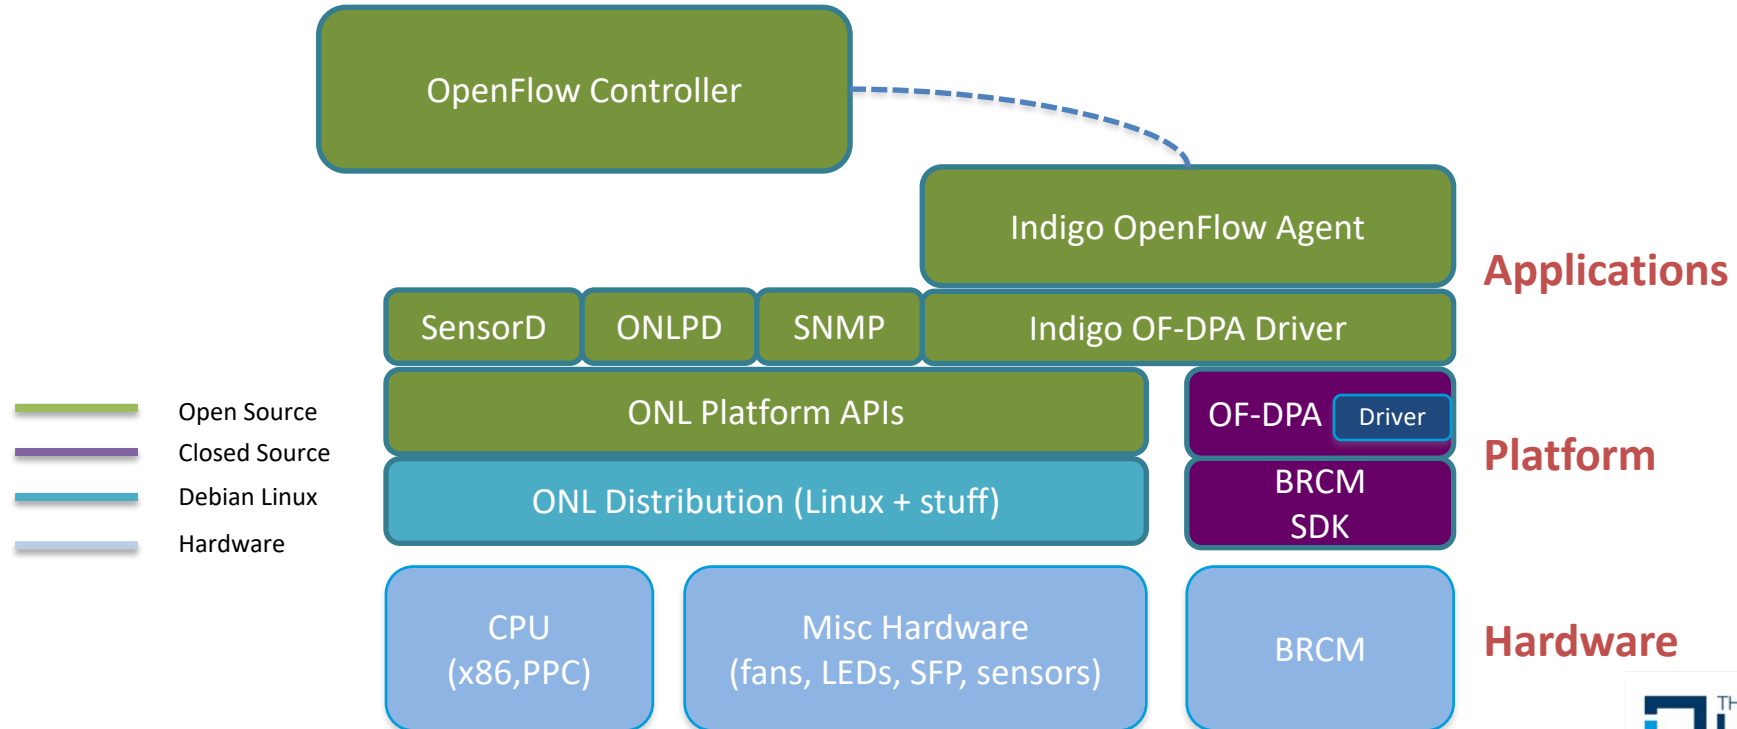 OpenFlow Controller
Indigo OpenFlow Agent
Applications
SensorD
ONLPD
SNMP
Indigo OF-DPA Driver
Open Source
Closed Source
Debian Linux
Hardware
ONL Platform APIs
OF-DPA
Driver
Platform
ONL Distribution (Linux + stuff)
BRCM
SDK
CPU
(x86,PPC)
Misc Hardware
(fans, LEDs, SFP, sensors)
BRCM
Hardware
TH